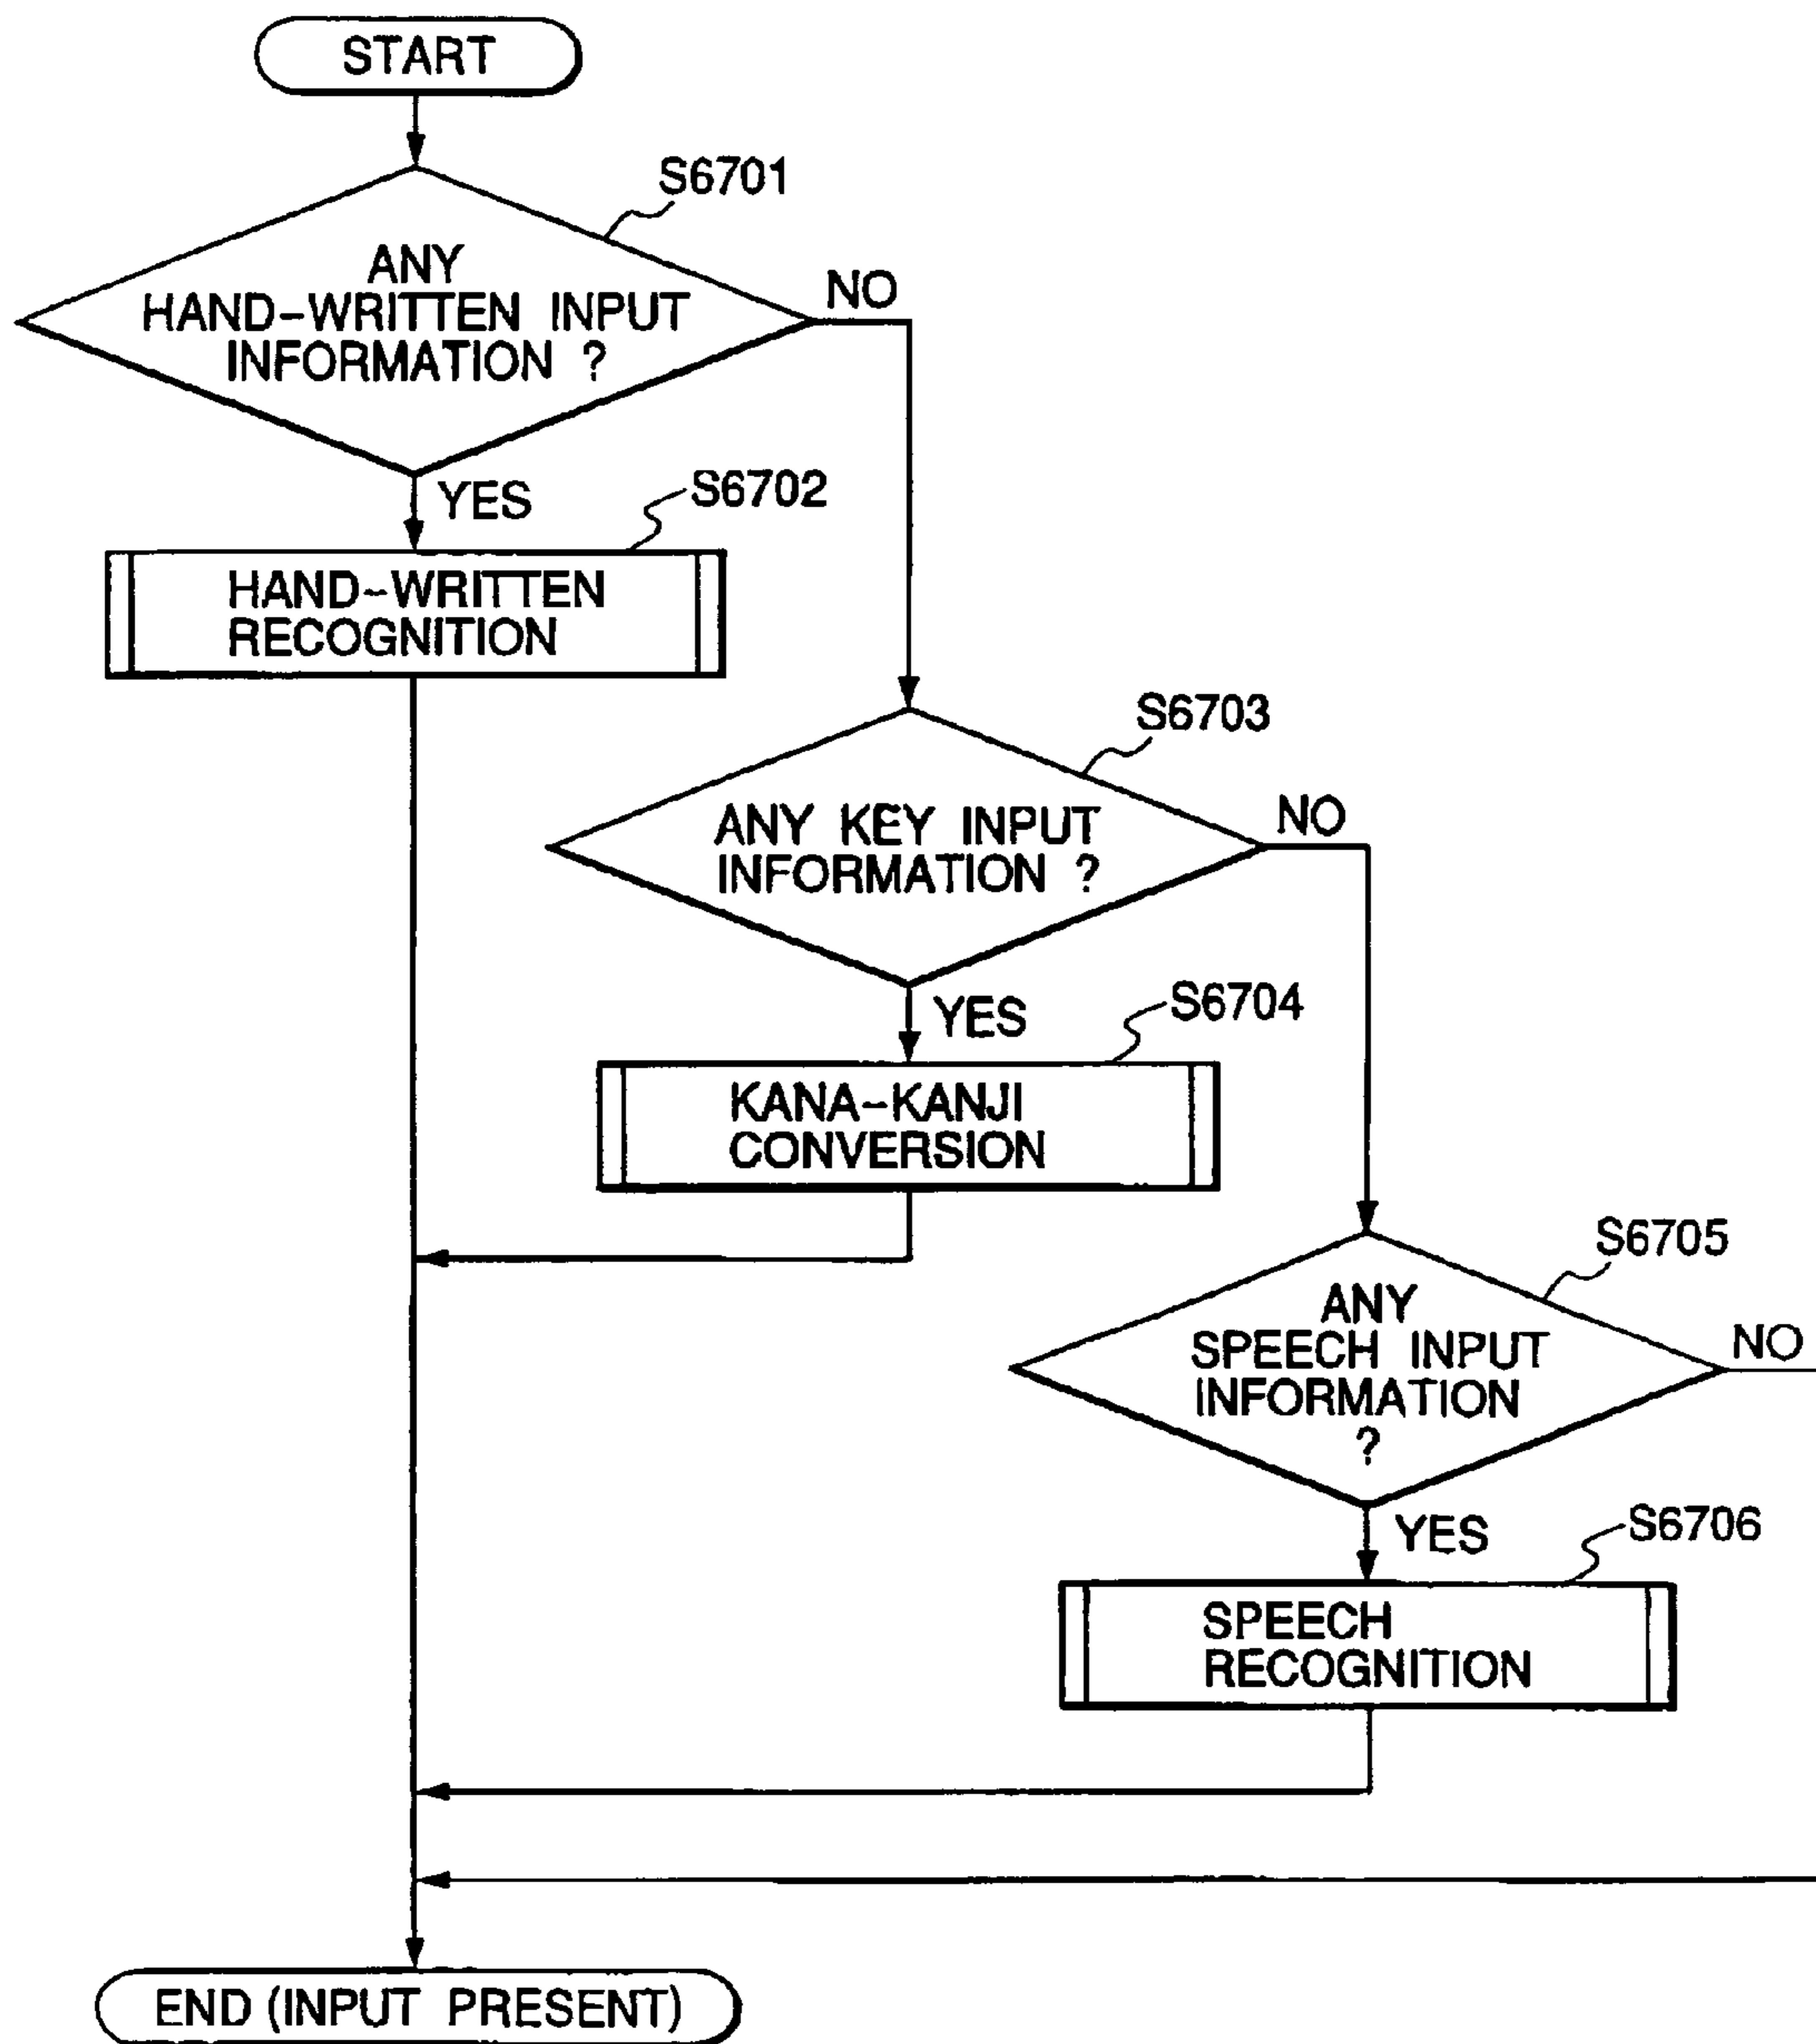 START
S6701
ANY
HAND-WRITTEN INPUT
INFORMATION ?
NO
YES
S6702
HAND-WRITTEN
RECOGNITION
S6703
ANY KEY INPUT
INFORMATION ?
NO
YES
S6704
KANA-KANJI
CONVERSION
S6705
ANY
SPEECH INPUT
INFORMATION
?
NO
YES
S6706
SPEECH
RECOGNITION
END (INPUT PRESENT)